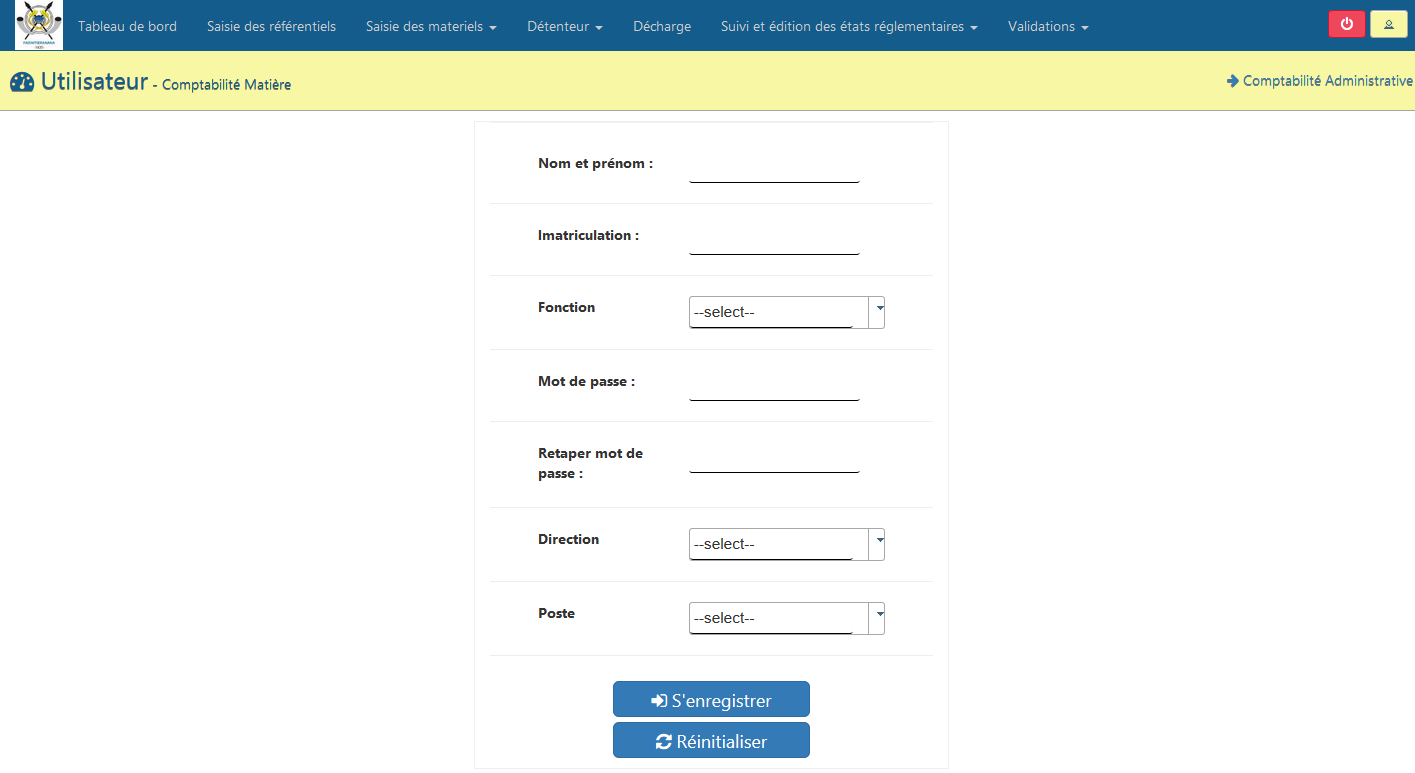 Tableau de bord Saisie des référentiels Saisie des materiels Détenteur Décharge Suivi et édition des états réglementaires Validations
Utilisateur - Comptabilité Matière Comptabilité Administrative
Nom et prénom :
Imatriculation :
Fonction --select--
Mot de passe :
Retaper mot de
passe :
Direction --select--
Poste --select--
S'enregistrer
Réinitialiser